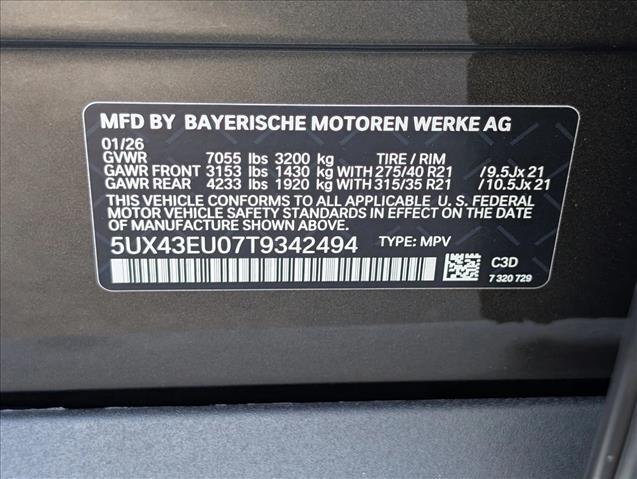 MFD BY BAYERISCHE MOTOREN WERKE AG
01/26
GVWR 7055 lbs 3200 kg TIRE / RIM
GAWR FRONT 3153 lbs 1430 kg WITH 275/40 R21 / 9.5Jx 21
GAWR REAR 4233 lbs 1920 kg WITH 315/35 R21 / 10.5Jx 21
THIS VEHICLE CONFORMS TO ALL APPLICABLE U. S. FEDERAL
MOTOR VEHICLE SAFETY STANDARDS IN EFFECT ON THE DATE
OF MANUFACTURE SHOWN ABOVE.
5UX43EU07T9342494 TYPE: MPV
C3D
7 320 729